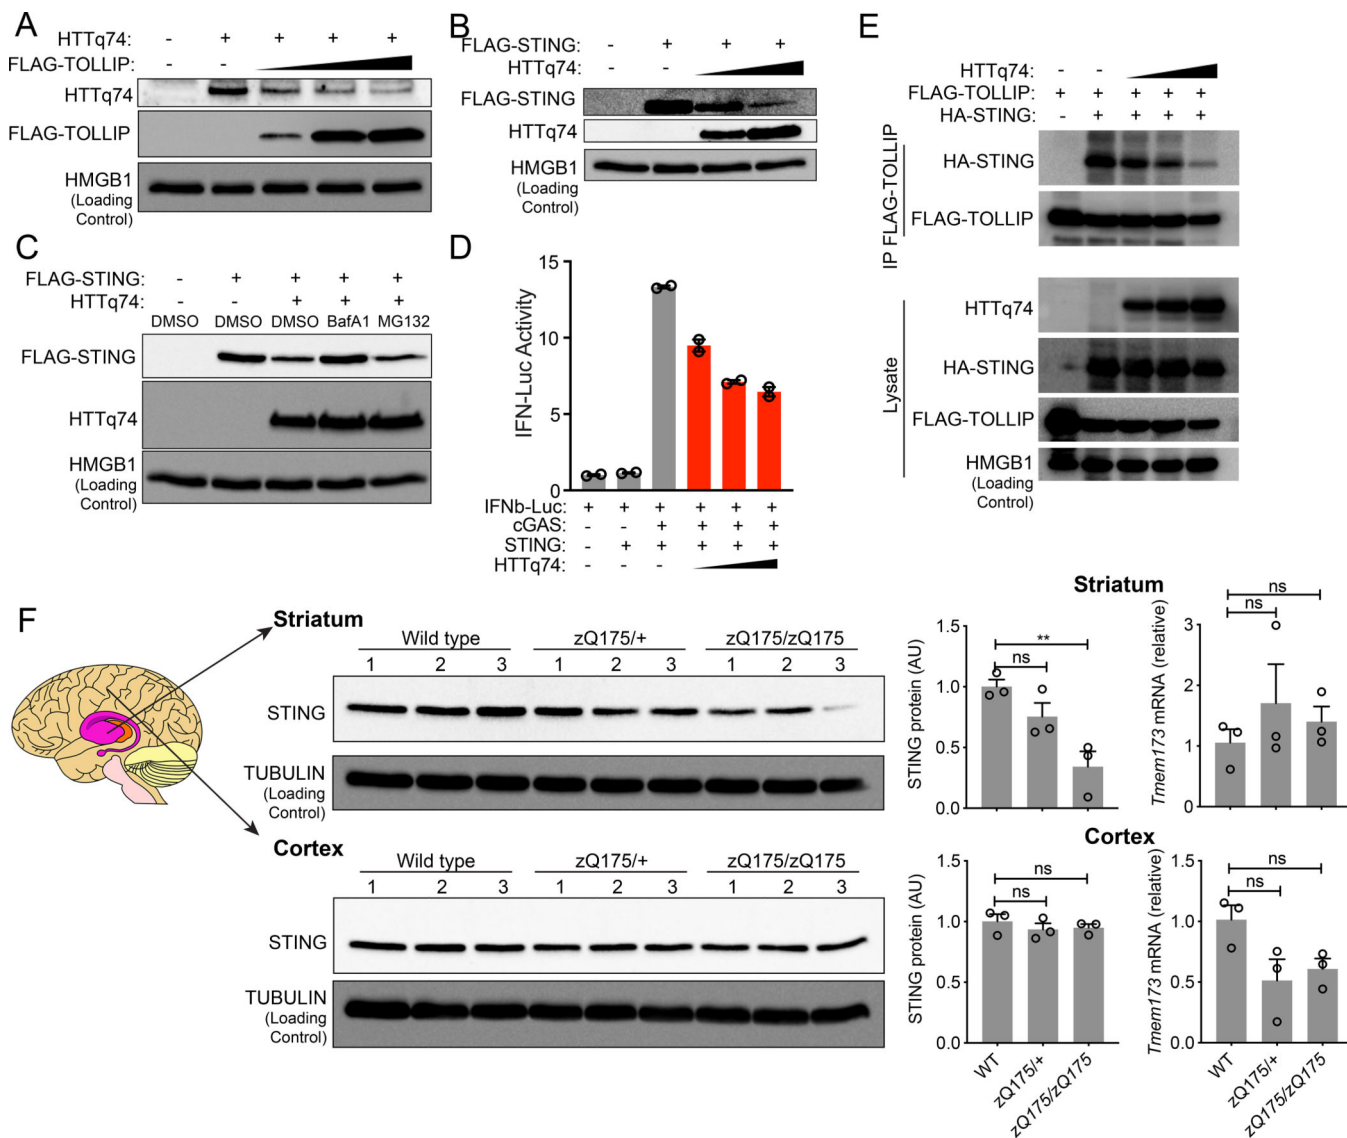 A
HTTq74: - + + + +
FLAG-TOLLIP: - -
HTTq74
FLAG-TOLLIP
HMGB1
(Loading
Control)
B
FLAG-STING: - + + +
HTTq74: - -
FLAG-STING
HTTq74
HMGB1
(Loading
Control)
C
FLAG-STING: - + + + +
HTTq74: - - + + +
DMSO DMSO DMSO BafA1 MG132
FLAG-STING
HTTq74
HMGB1
(Loading
Control)
D
IFN-Luc Activity
15
10
5
0
IFNb-Luc: + + + + + +
cGAS: - - + + + +
STING: - + + + + +
HTTq74: - - -
E
HTTq74: - -
FLAG-TOLLIP: + + + + +
HA-STING: - + + + +
IP FLAG-TOLLIP
HA-STING
FLAG-TOLLIP
Lysate
HTTq74
HA-STING
FLAG-TOLLIP
HMGB1
(Loading
Control)
F
Striatum
Wild type zQ175/+ zQ175/zQ175
1 2 3 1 2 3 1 2 3
STING
TUBULIN
(Loading
Control)
Cortex
Wild type zQ175/+ zQ175/zQ175
1 2 3 1 2 3 1 2 3
STING
TUBULIN
(Loading
Control)
Striatum
STING protein (AU)
1.5
1.0
0.5
0.0
**
ns
Tmem173 mRNA (relative)
3
2
1
0
ns
ns
Cortex
STING protein (AU)
1.5
1.0
0.5
0.0
ns
ns
WT
zQ175/+
zQ175/zQ175
Tmem173 mRNA (relative)
1.5
1.0
0.5
0.0
ns
ns
WT
zQ175/+
zQ175/zQ175